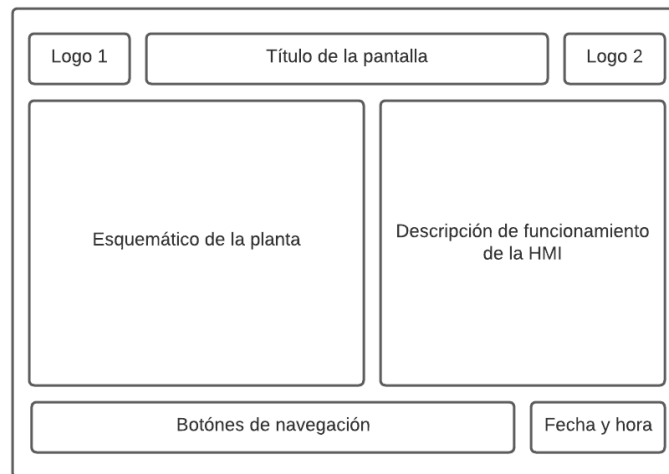 Logo 1
Título de la pantalla
Logo 2
Esquemático de la planta
Descripción de funcionamiento
de la HMI
Botónes de navegación
Fecha y hora